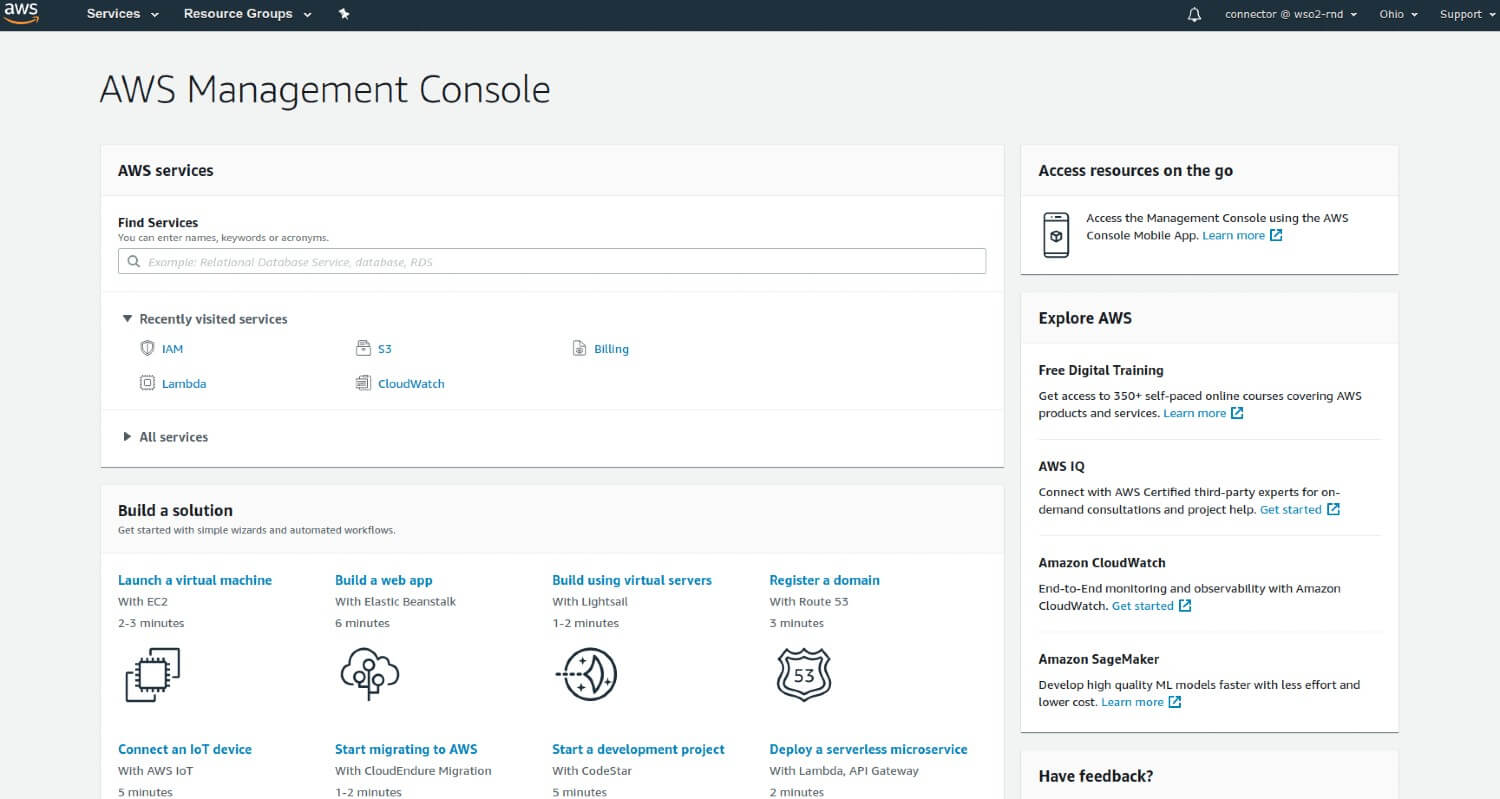 aws
Services
Resource Groups
connector @ wso2-rnd
Ohio
Support
AWS Management Console
AWS services
Find Services
You can enter names, keywords or acronyms.
Example: Relational Database Service, database, RDS
Recently visited services
IAM
S3
Billing
Lambda
CloudWatch
All services
Build a solution
Get started with simple wizards and automated workflows.
Launch a virtual machine
With EC2
2-3 minutes
Build a web app
With Elastic Beanstalk
6 minutes
Build using virtual servers
With Lightsail
1-2 minutes
Register a domain
With Route 53
3 minutes
53
Connect an IoT device
With AWS IoT
5 minutes
Start migrating to AWS
With CloudEndure Migration
1-2 minutes
Start a development project
With CodeStar
5 minutes
Deploy a serverless microservice
With Lambda, API Gateway
2 minutes
Access resources on the go
Access the Management Console using the AWS
Console Mobile App. Learn more
Explore AWS
Free Digital Training
Get access to 350+ self-paced online courses covering AWS
products and services. Learn more
AWS IQ
Connect with AWS Certified third-party experts for on-
demand consultations and project help. Get started
Amazon CloudWatch
End-to-End monitoring and observability with Amazon
CloudWatch. Get started
Amazon SageMaker
Develop high quality ML models faster with less effort and
lower cost. Learn more
Have feedback?